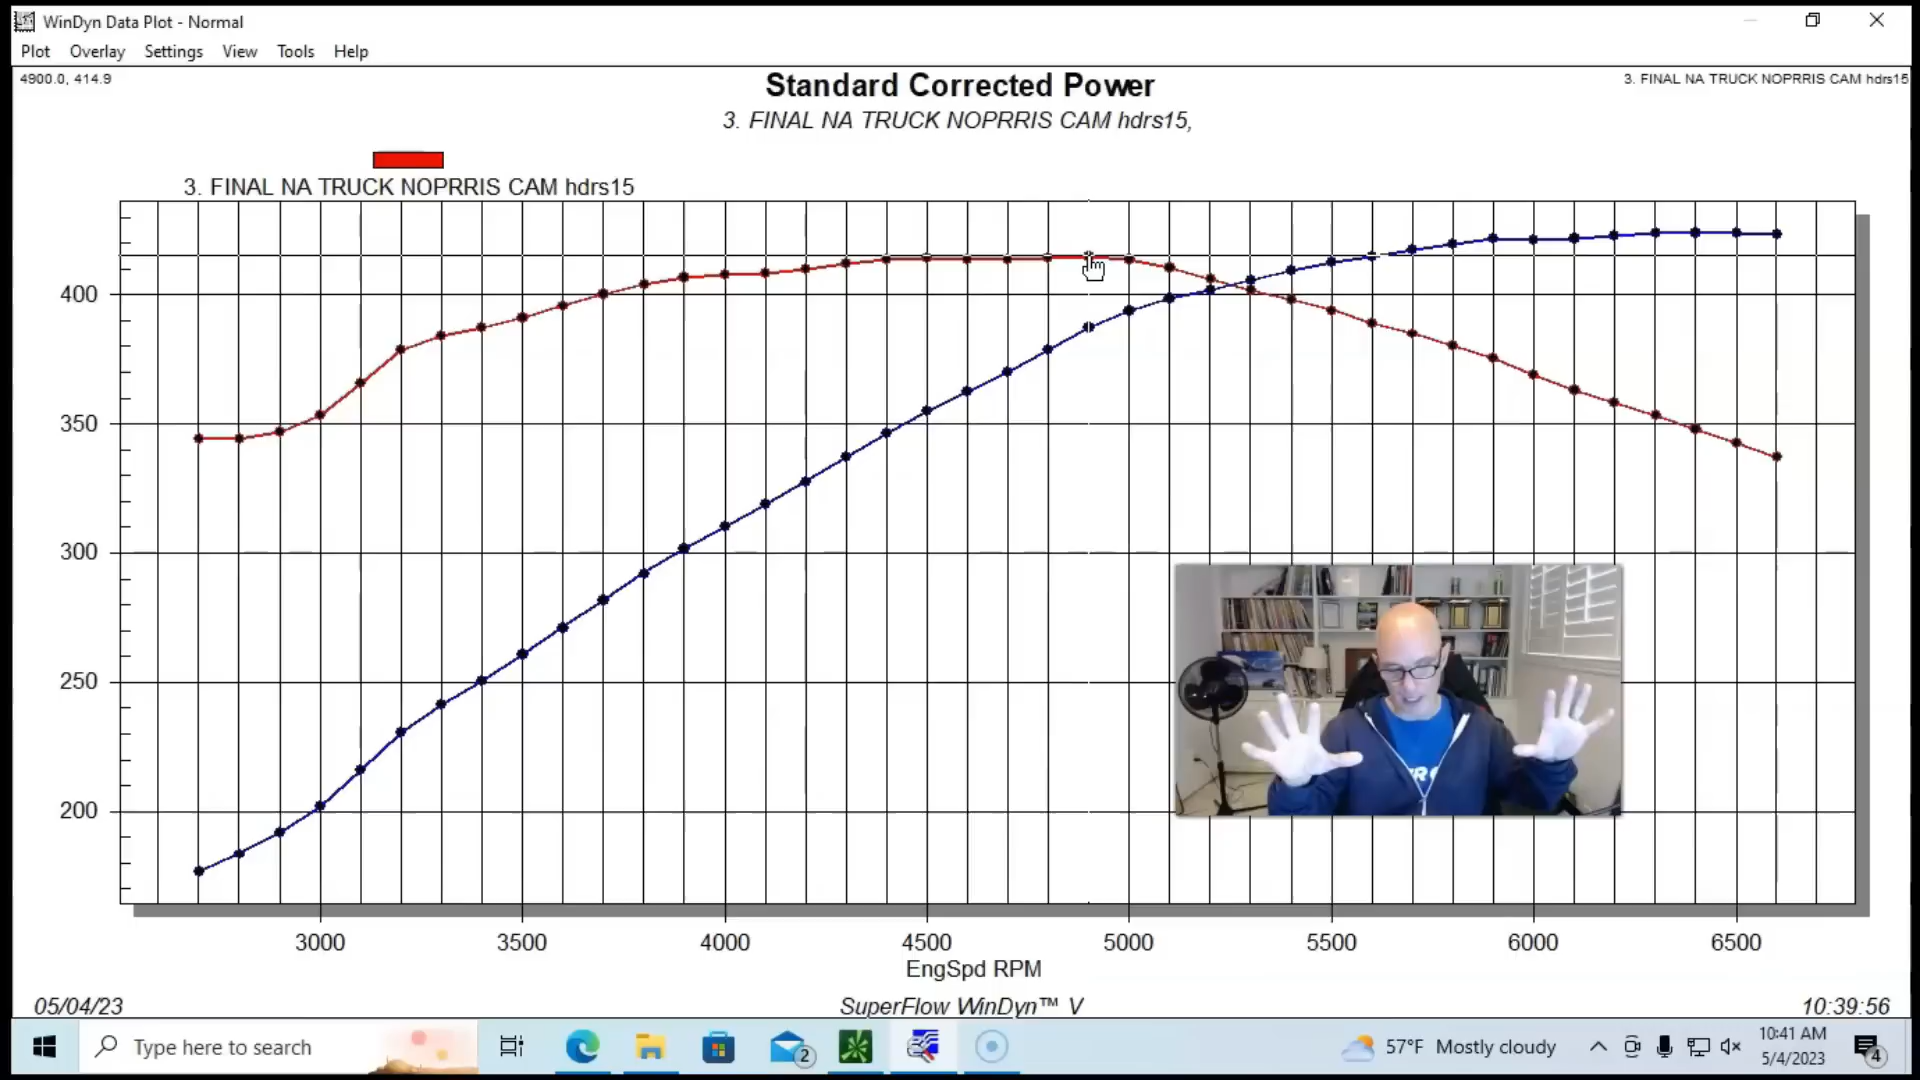 WinDyn Data Plot - Normal
Plot Overlay Settings View Tools Help
4900.0, 414.9
3. FINAL NA TRUCK NOPRRIS CAM hdrs15
Standard Corrected Power
3. FINAL NA TRUCK NOPRRIS CAM hdrs15,
3. FINAL NA TRUCK NOPRRIS CAM hdrs15
400
350
300
250
200
3000 3500 4000 4500 5000 5500 6000 6500
EngSpd RPM
05/04/23 SuperFlow WinDyn™ V 10:39:56
Type here to search
2
57°F Mostly cloudy
10:41 AM
5/4/2023
4